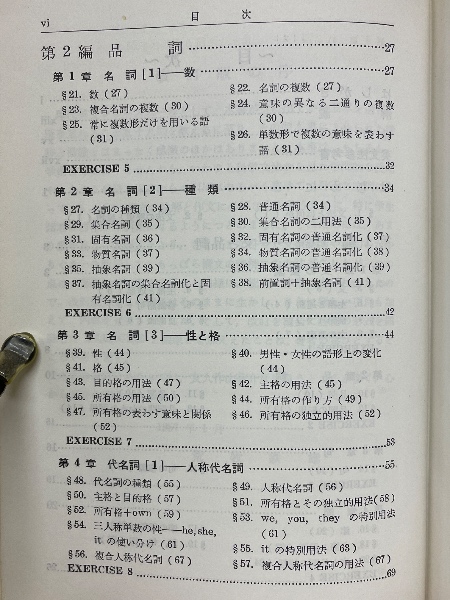 vi 目次
第2編 品詞 27
第1章 名詞[1]——数 27
§21. 数 (27)
§22. 名詞の複数 (27)
§23. 複合名詞の複数 (30)
§24. 意味の異なる二通りの複数
(30)
§25. 常に複数形だけを用いる語
(31)
§26. 単数形で複数の意味を表わす
語 (31)
EXERCISE 5 32
第2章 名詞[2]——種類 34
§27. 名詞の種類 (34)
§28. 普通名詞 (34)
§29. 集合名詞 (35)
§30. 集合名詞の二用法 (35)
§31. 固有名詞 (36)
§32. 固有名詞の普通名詞化 (37)
§33. 物質名詞 (37)
§34. 物質名詞の普通名詞化 (38)
§35. 抽象名詞 (39)
§36. 抽象名詞の普通名詞化 (39)
§37. 抽象名詞の集合名詞化と固
有名詞化 (41)
§38. 前置詞+抽象名詞 (41)
EXERCISE 6 42
第3章 名詞[3]——性と格 44
§39. 性 (44)
§40. 男性・女性の語形上の変化
(44)
§41. 格 (45)
§42. 主格の用法 (45)
§43. 目的格の用法 (47)
§44. 所有格の作り方 (49)
§45. 所有格の用法 (50)
§46. 所有格の独立的用法 (52)
§47. 所有格の表わす意味と関係
(52)
EXERCISE 7 53
第4章 代名詞[1]——人称代名詞 55
§48. 代名詞の種類 (55)
§49. 人称代名詞 (56)
§50. 主格と目的格 (57)
§51. 所有格とその独立的用法(58)
§52. 所有格+own (59)
§53. we, you, they の特別用法
(61)
§54. 三人称単数の性——he, she,
it の使い分け (61)
§55. it の特別用法 (63)
§56. 複合人称代名詞 (67)
§57. 複合人称代名詞の用法 (67)
EXERCISE 8 69